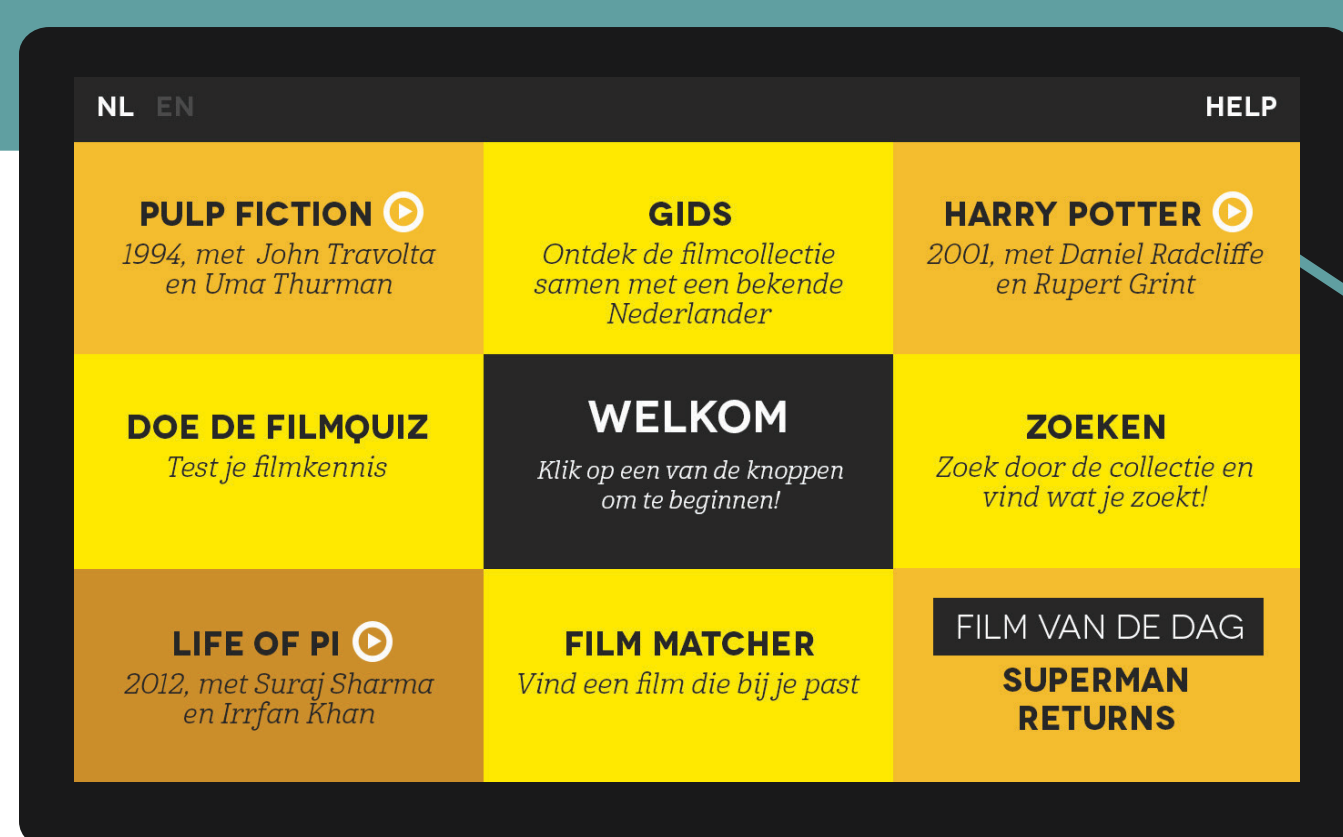 NL EN
HELP
PULP FICTION
1994, met John Travolta
en Uma Thurman
GIDS
Ontdek de filmcollectie
samen met een bekende
Nederlander
HARRY POTTER
2001, met Daniel Radcliffe
en Rupert Grint
DOE DE FILMQUIZ
Test je filmkennis
WELKOM
Klik op een van de knoppen
om te beginnen!
ZOEKEN
Zoek door de collectie en
vind wat je zoekt!
LIFE OF PI
2012, met Suraj Sharma
en Irrfan Khan
FILM MATCHER
Vind een film die bij je past
FILM VAN DE DAG
SUPERMAN
RETURNS